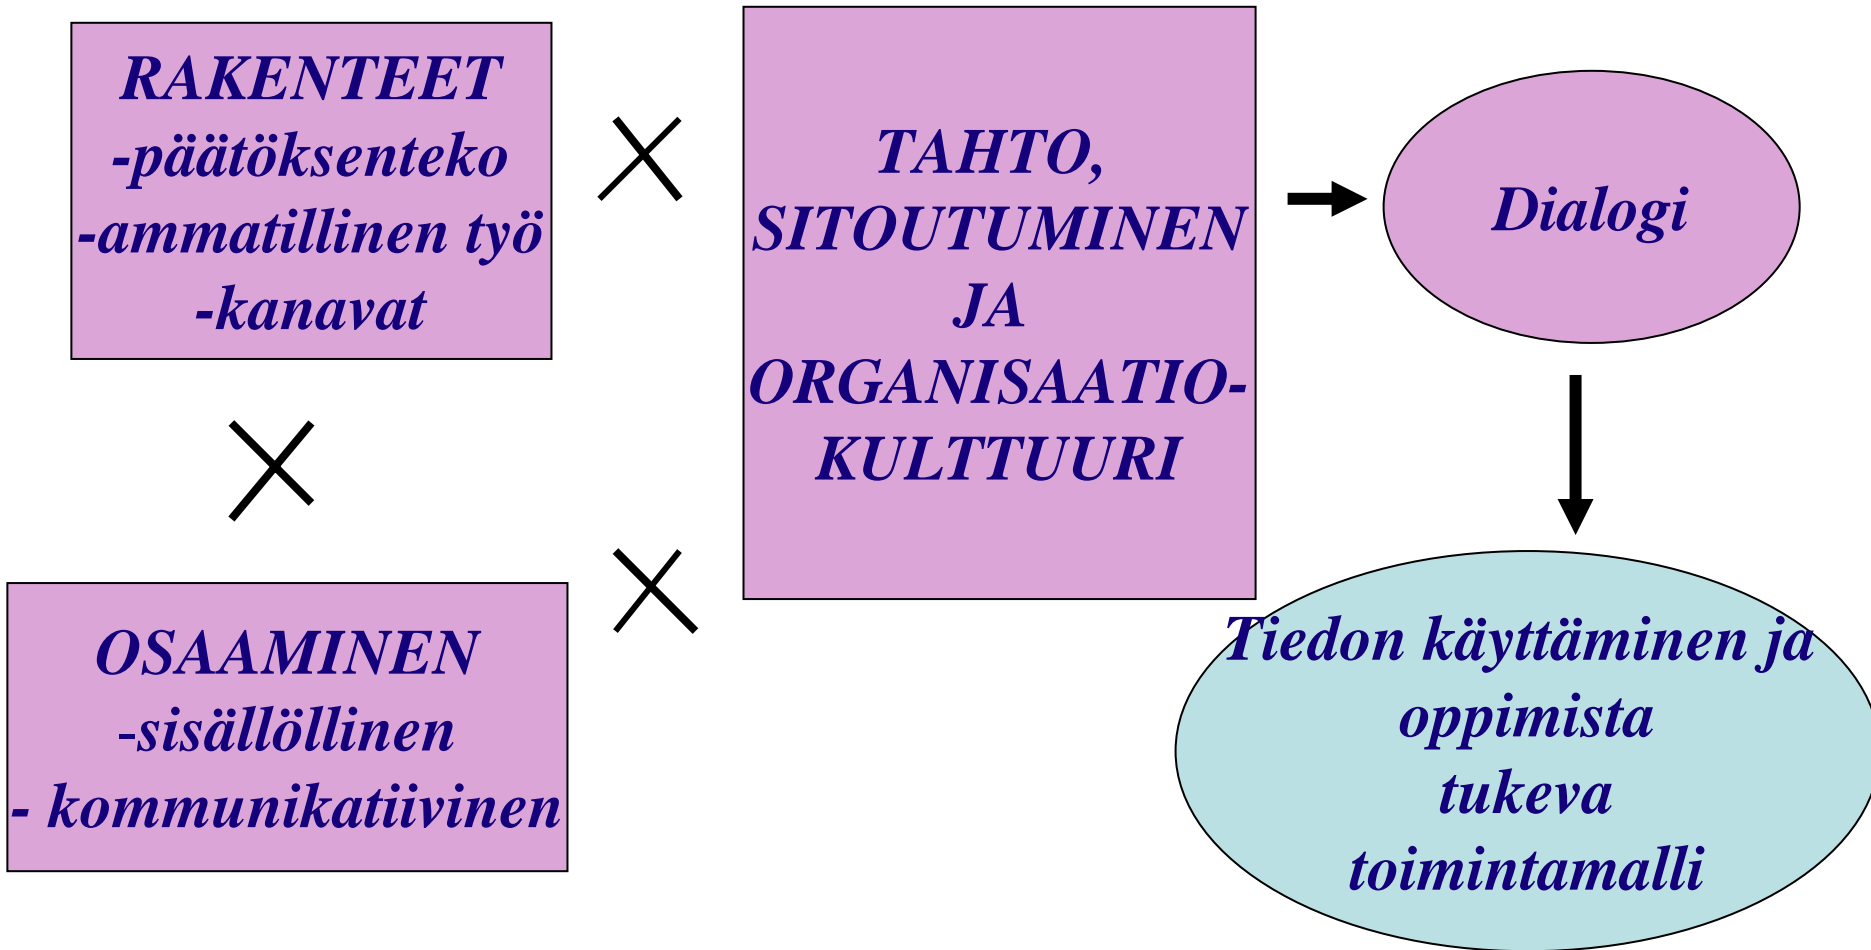 RAKENTEET
-päätöksenteko
-ammatillinen työ
-kanavat
OSAAMINEN
-sisällöllinen
- kommunikatiivinen
TAHTO,
SITOUTUMINEN
JA
ORGANISAATIO-
KULTTUURI
Dialogi
Tiedon käyttäminen ja
oppimista
tukeva
toimintamalli